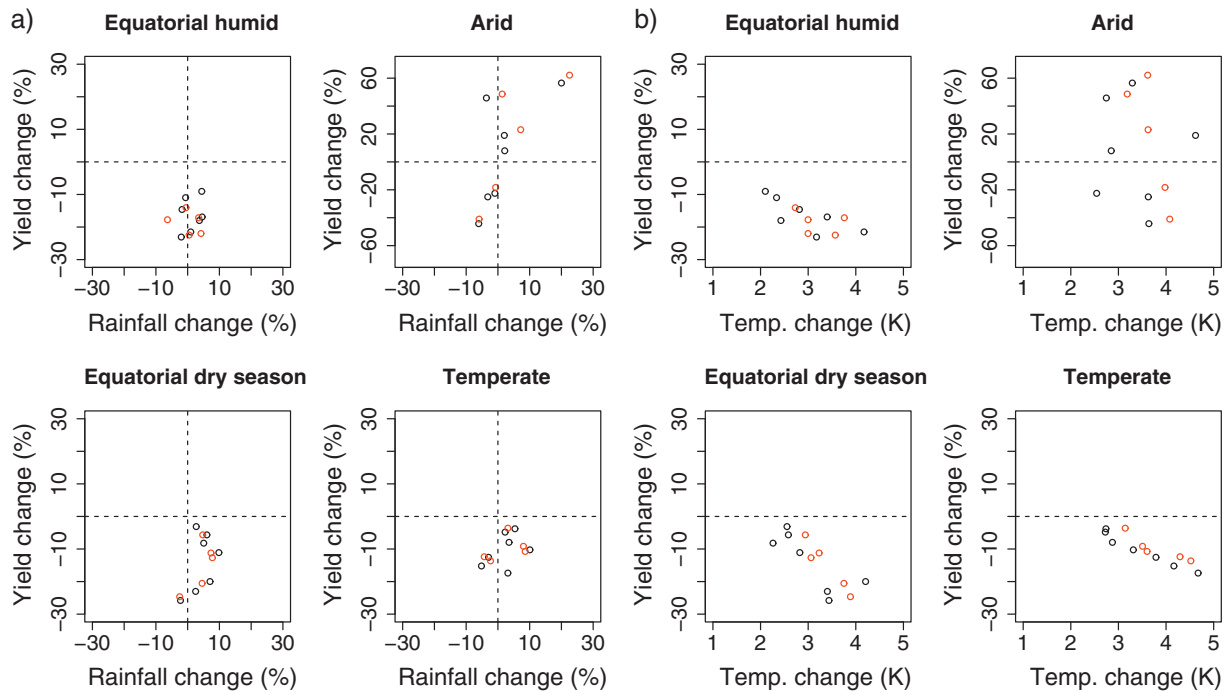 a)
Equatorial humid
Arid
b)
Equatorial humid
Arid
Yield change (%)
30
10
−10
−30
Yield change (%)
60
20
−20
−60
Yield change (%)
30
10
−10
−30
Yield change (%)
60
20
−20
−60
−30
−10
10
30
−30
−10
10
30
1
2
3
4
5
1
2
3
4
5
Rainfall change (%)
Rainfall change (%)
Temp. change (K)
Temp. change (K)
Equatorial dry season
Temperate
Equatorial dry season
Temperate
Yield change (%)
30
10
−10
−30
Yield change (%)
30
10
−10
−30
Yield change (%)
30
10
−10
−30
Yield change (%)
30
10
−10
−30
−30
−10
10
30
−30
−10
10
30
1
2
3
4
5
1
2
3
4
5
Rainfall change (%)
Rainfall change (%)
Temp. change (K)
Temp. change (K)